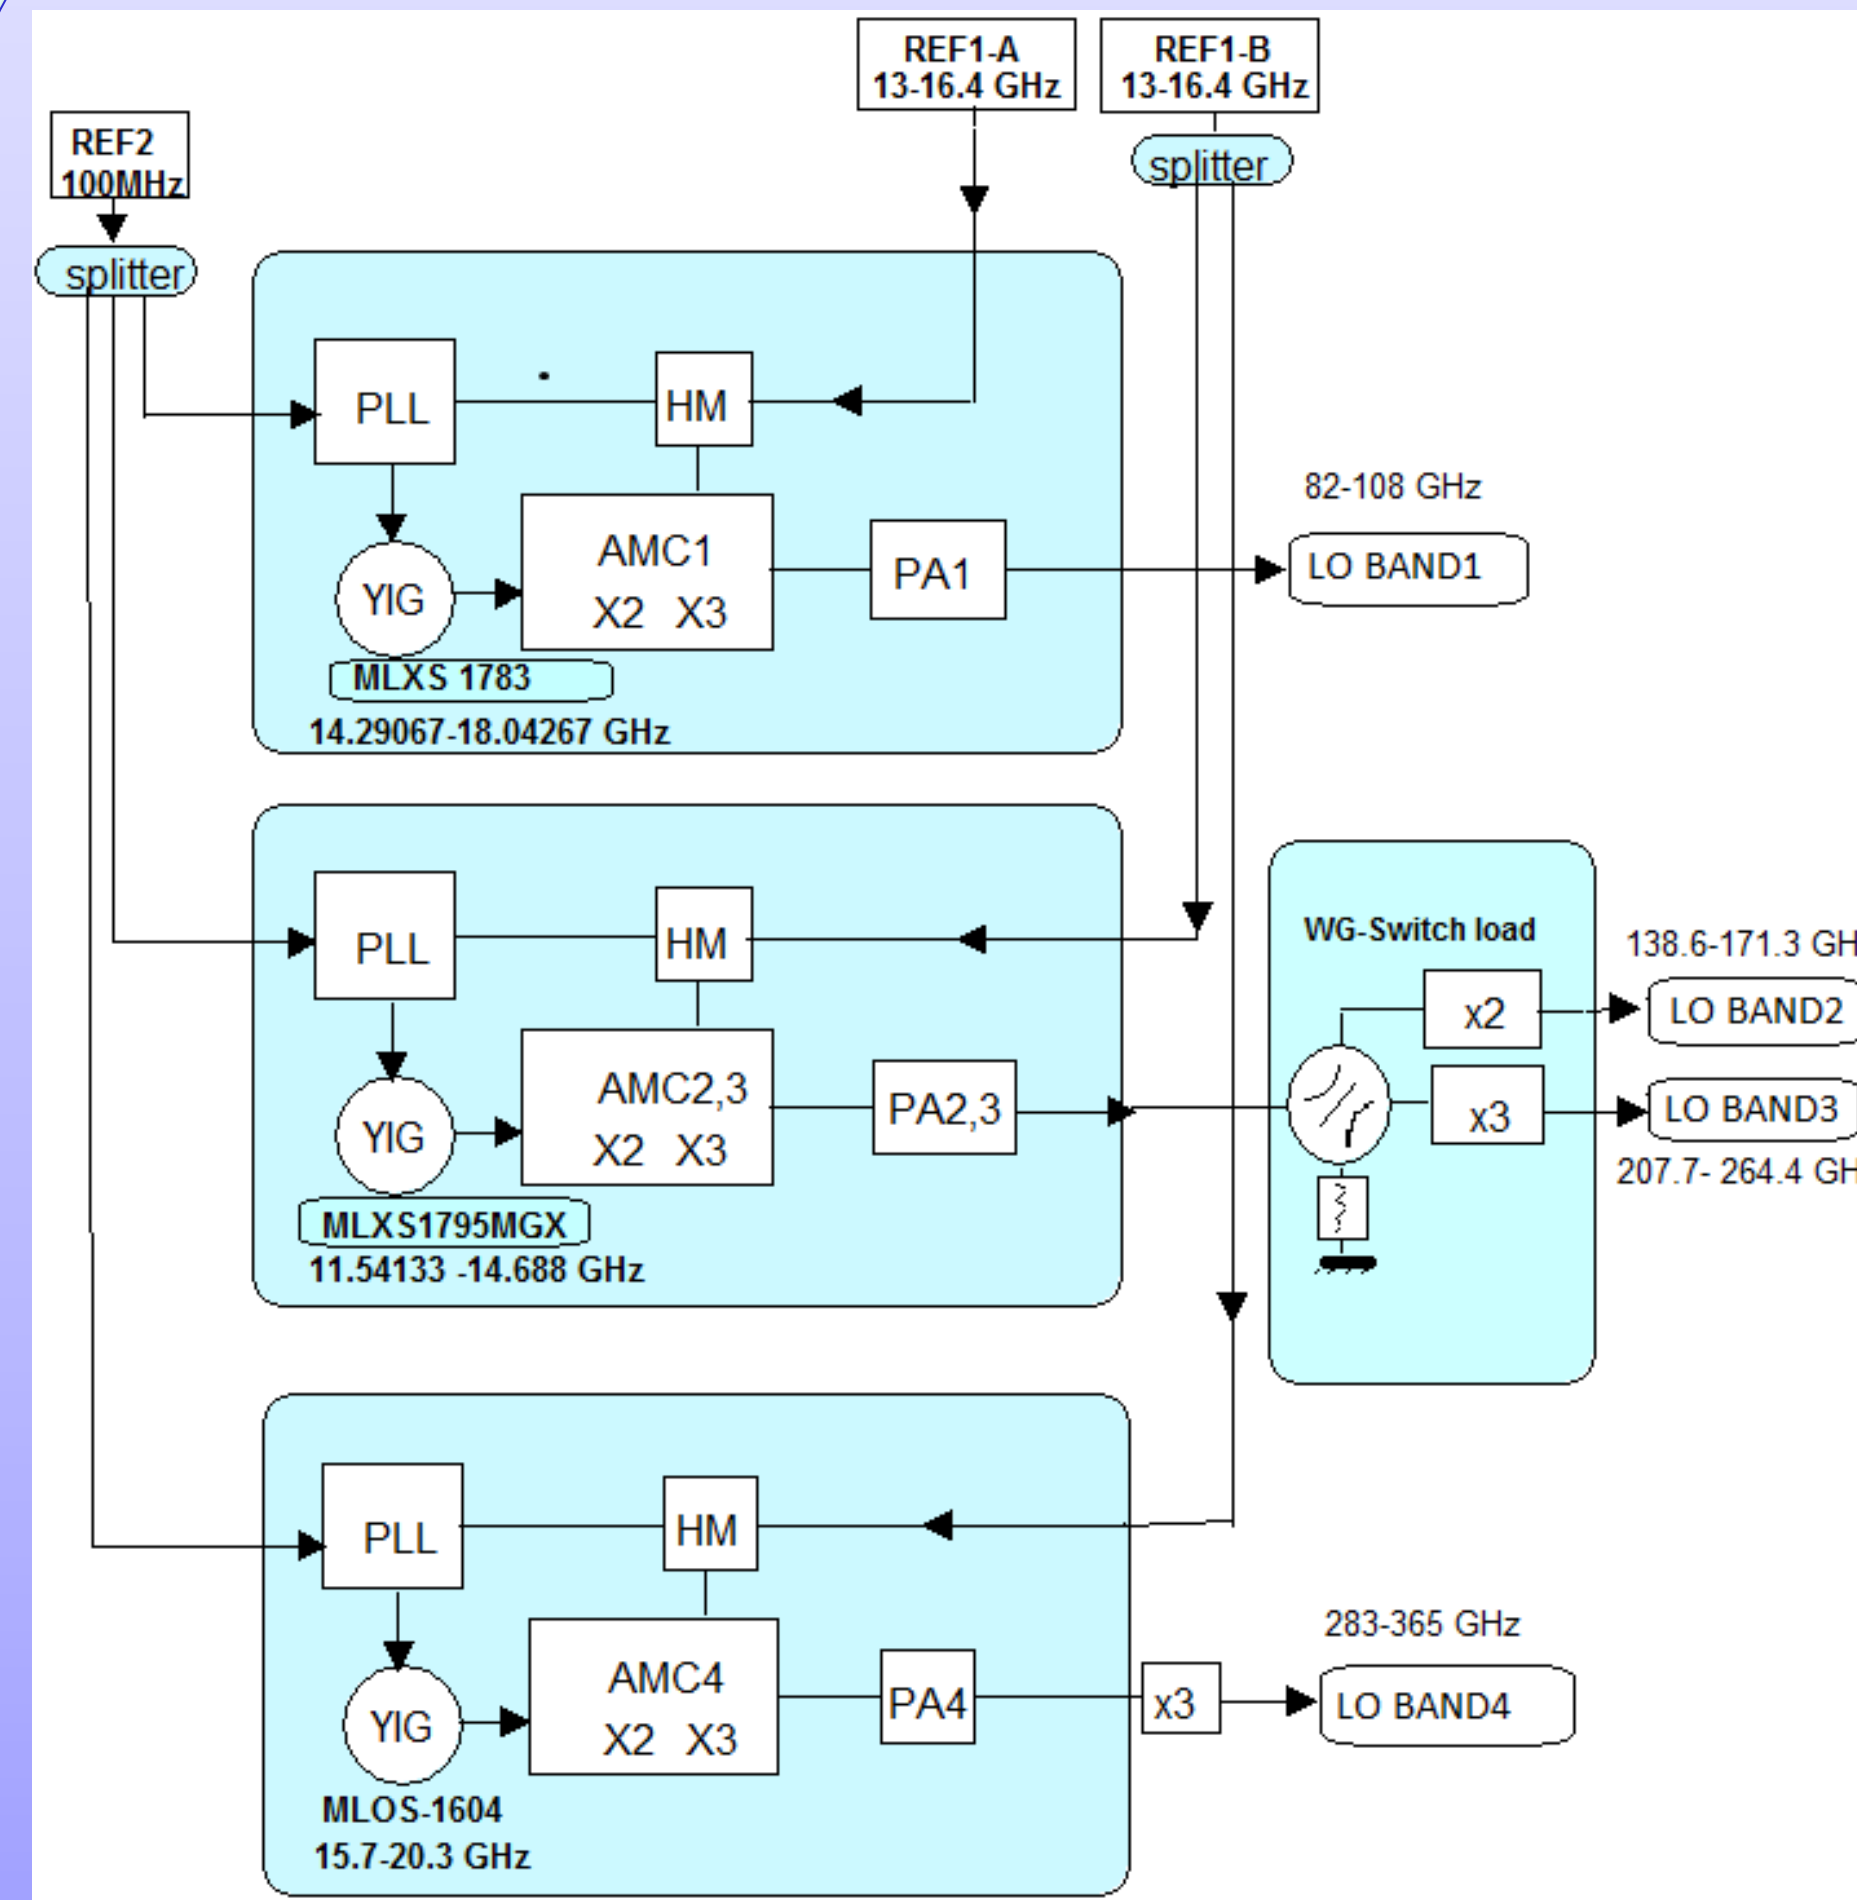 REF1-A
13-16.4 GHz
REF1-B
13-16.4 GHz
REF2
100MHz
splitter
splitter
PLL
HM
82-108 GHz
AMC1
X2 X3
PA1
LO BAND1
YIG
MLXS 1783
14.29067-18.04267 GHz
PLL
HM
WG-Switch load
138.6-171.3 GH
x2
LO BAND2
AMC2,3
X2 X3
PA2,3
x3
LO BAND3
YIG
207.7- 264.4 GH
MLXS1795MGX
11.54133 -14.688 GHz
PLL
HM
283-365 GHz
AMC4
X2 X3
PA4
x3
LO BAND4
YIG
MLOS-1604
15.7-20.3 GHz